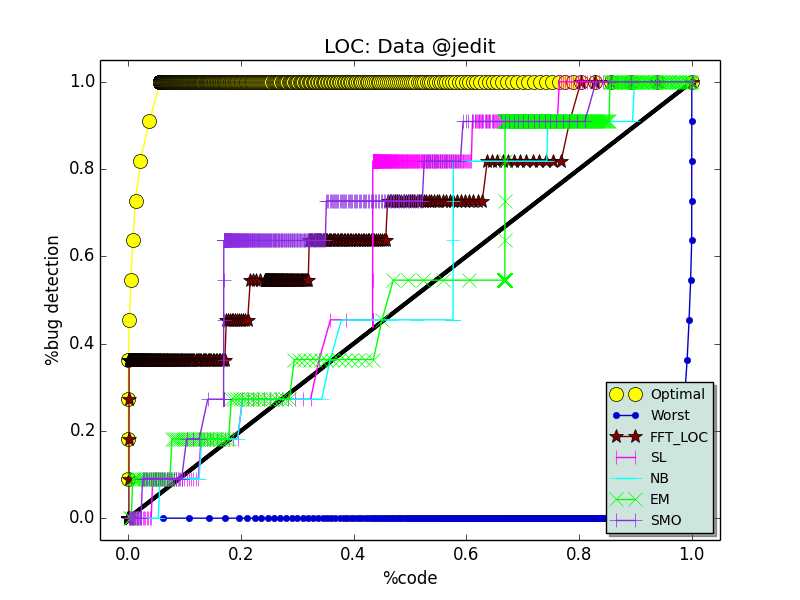 LOC: Data @jedit
1.0
0.8
0.6
0.4
0.2
0.0
%bug detection
0.0 0.2 0.4 0.6 0.8 1.0
%code
Optimal
Worst
FFT_LOC
SL
NB
EM
SMO